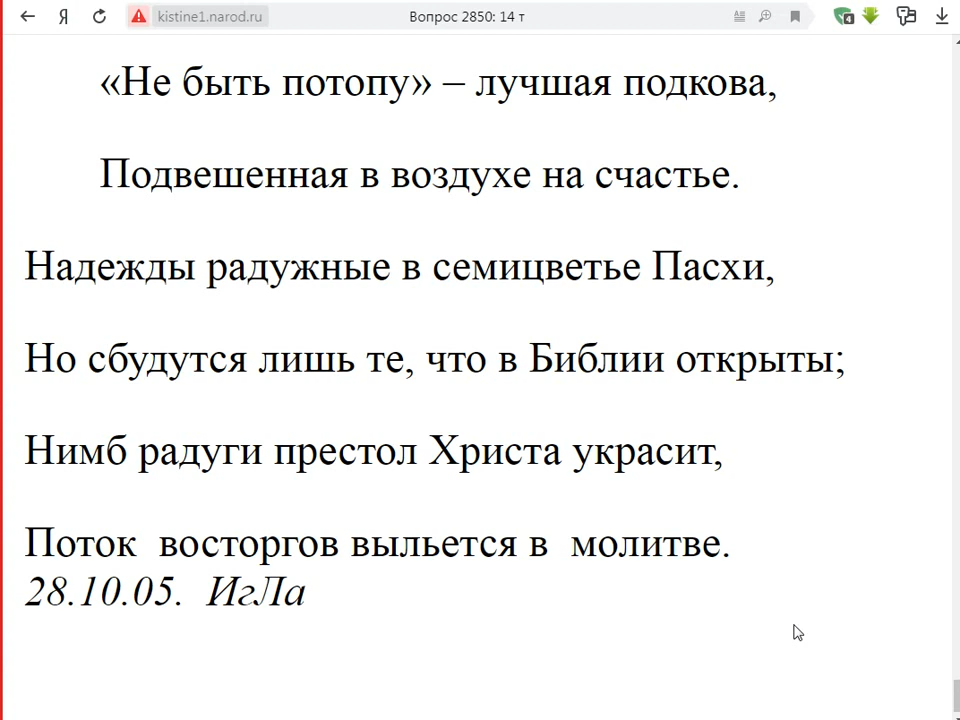 Я kistine1.narod.ru Вопрос 2850: 14 т 4
«Не быть потопу» – лучшая подкова,
Подвешенная в воздухе на счастье.
Надежды радужные в семицветье Пасхи,
Но сбудутся лишь те, что в Библии открыты;
Нимб радуги престол Христа украсит,
Поток  восторгов выльется в  молитве.
28.10.05.  ИгЛа